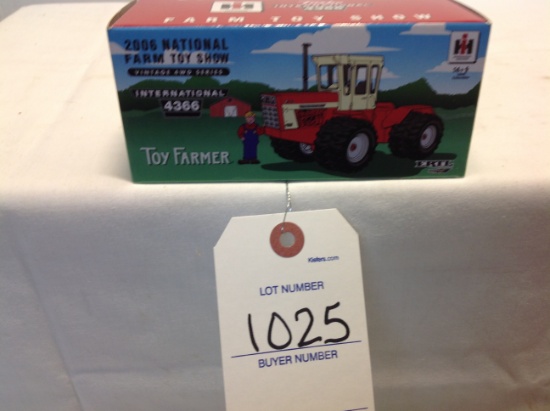 FARM TOY SHOW
2006 NATIONAL
FARM TOY SHOW
VINTAGE 4WD SERIES
INTERNATIONAL
4366
TOY FARMER
IH
ERTL
Kiefers.com
LOT NUMBER
1025
BUYER NUMBER